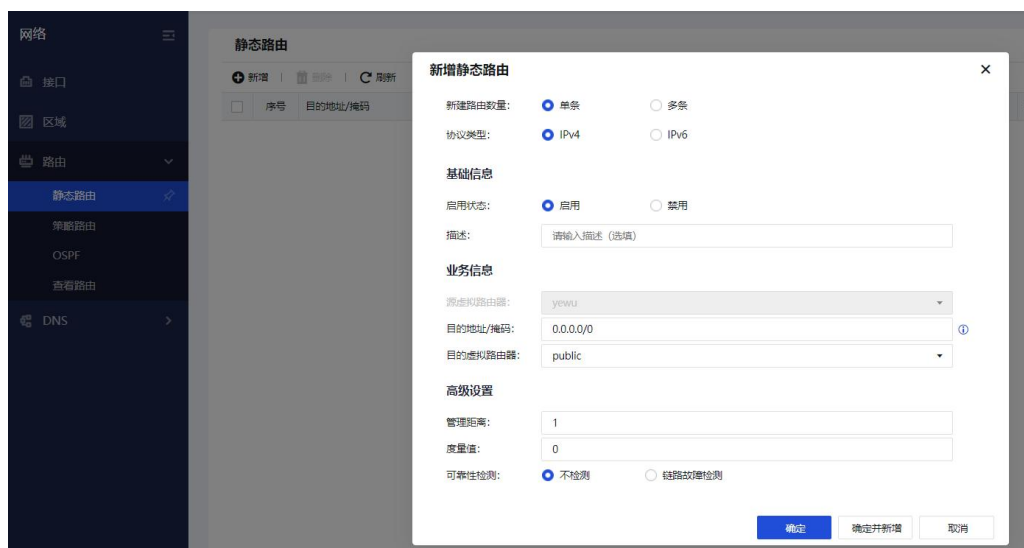 网络
接口
区域
路由
静态路由
策略路由
OSPF
查看路由
DNS
静态路由
新增 删除 刷新
序号 目的地址/掩码
新增静态路由
新建路由数量: 单条 多条
协议类型: IPv4 IPv6
基础信息
启用状态: 启用 禁用
描述: 请输入描述 (选填)
业务信息
源虚拟路由器: yewu
目的地址/掩码: 0.0.0.0/0
目的虚拟路由器: public
高级设置
管理距离: 1
度量值: 0
可靠性检测: 不检测 链路故障检测
确定 确定并新增 取消